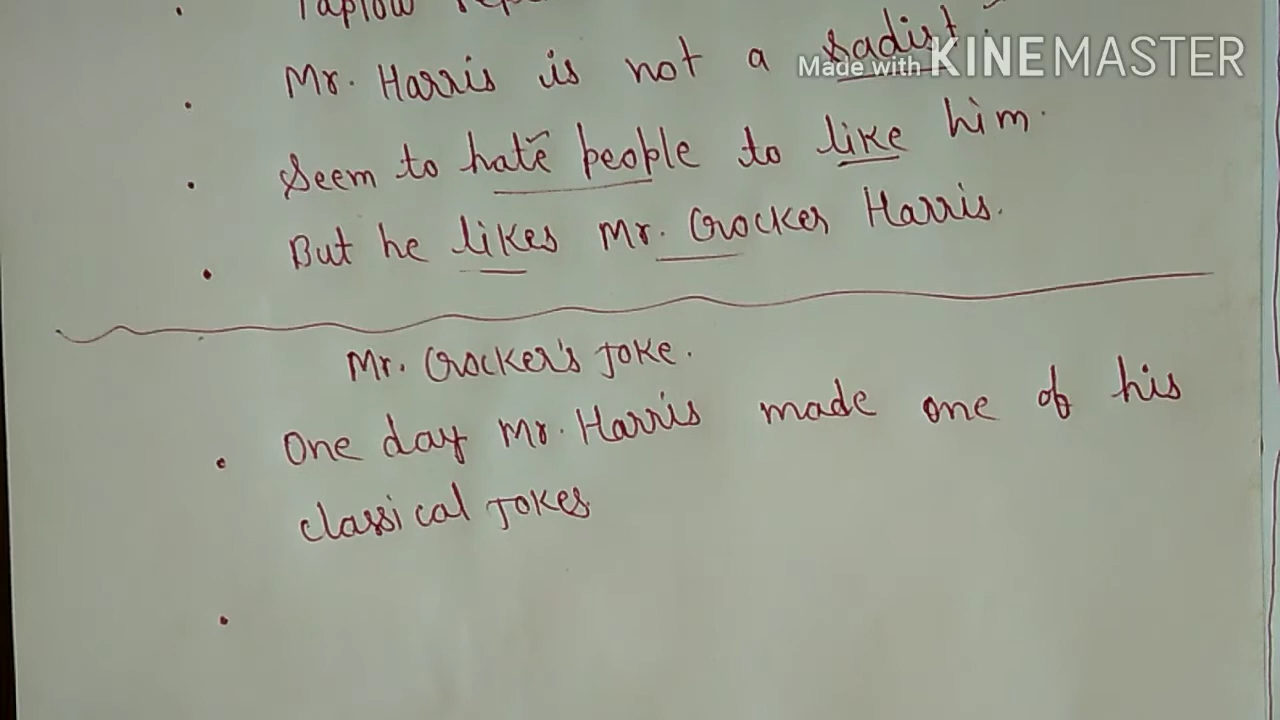 Taplow
Mr. Harris is not a sadist.
Made with KINEMASTER
Seem to hate people to like him.
But he likes Mr. Crocker Harris.
Mr. Crocker's Joke.
One day Mr. Harris made one of his
classical Jokes